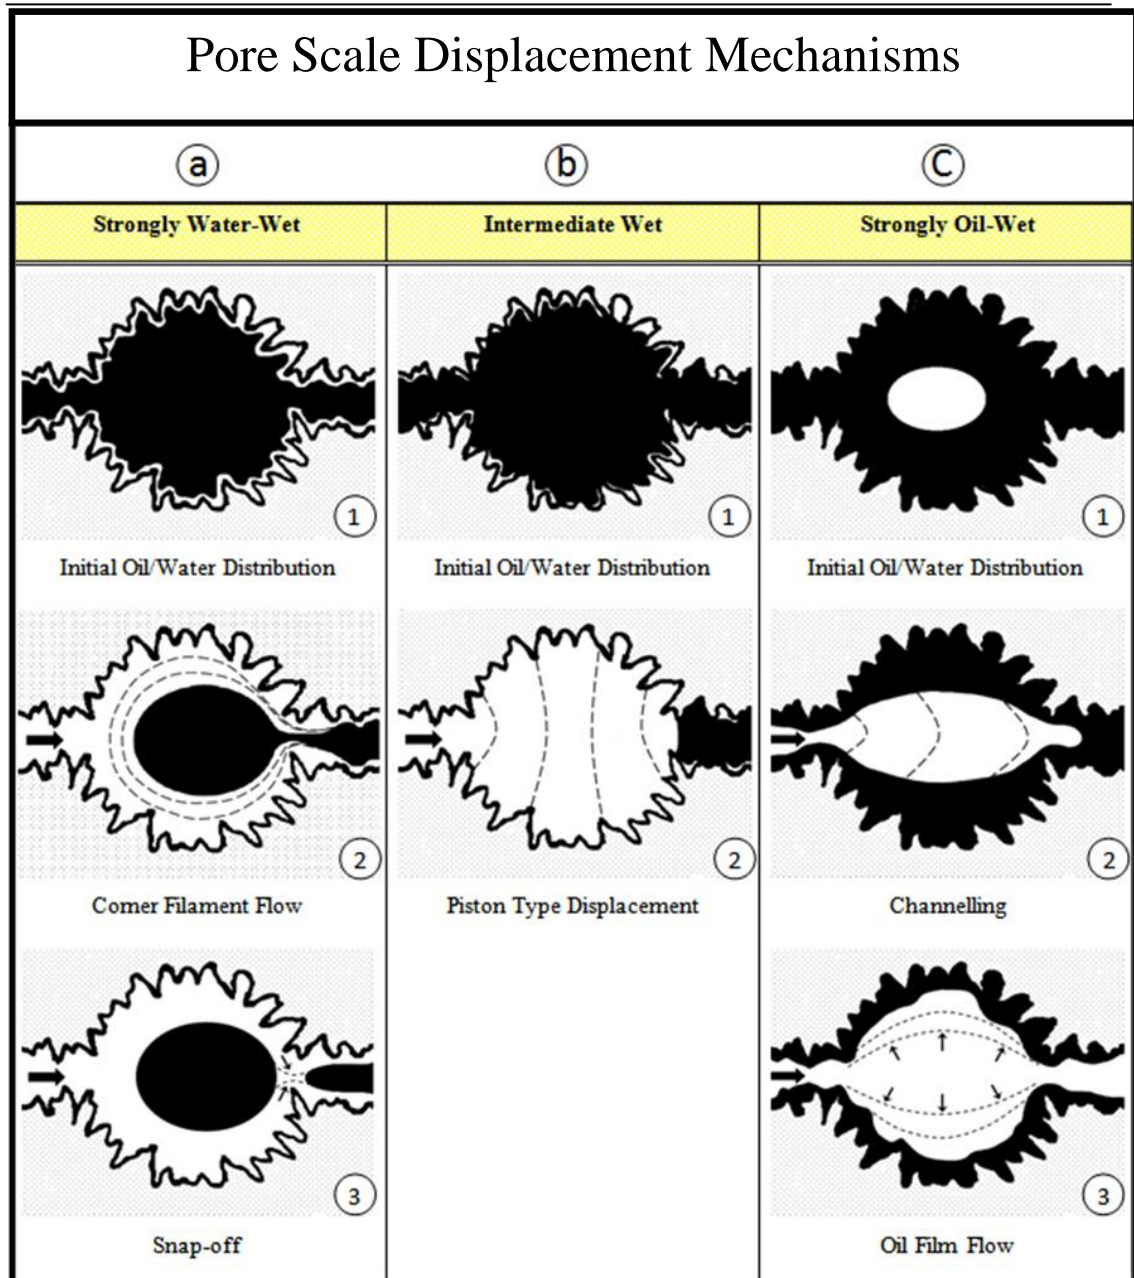 Pore Scale Displacement Mechanisms
a b C
Strongly Water-Wet Intermediate Wet Strongly Oil-Wet
1 1 1
Initial Oil/Water Distribution Initial Oil/Water Distribution Initial Oil/Water Distribution
2 2 2
Corner Filament Flow Piston Type Displacement Channelling
3 3
Snap-off Oil Film Flow